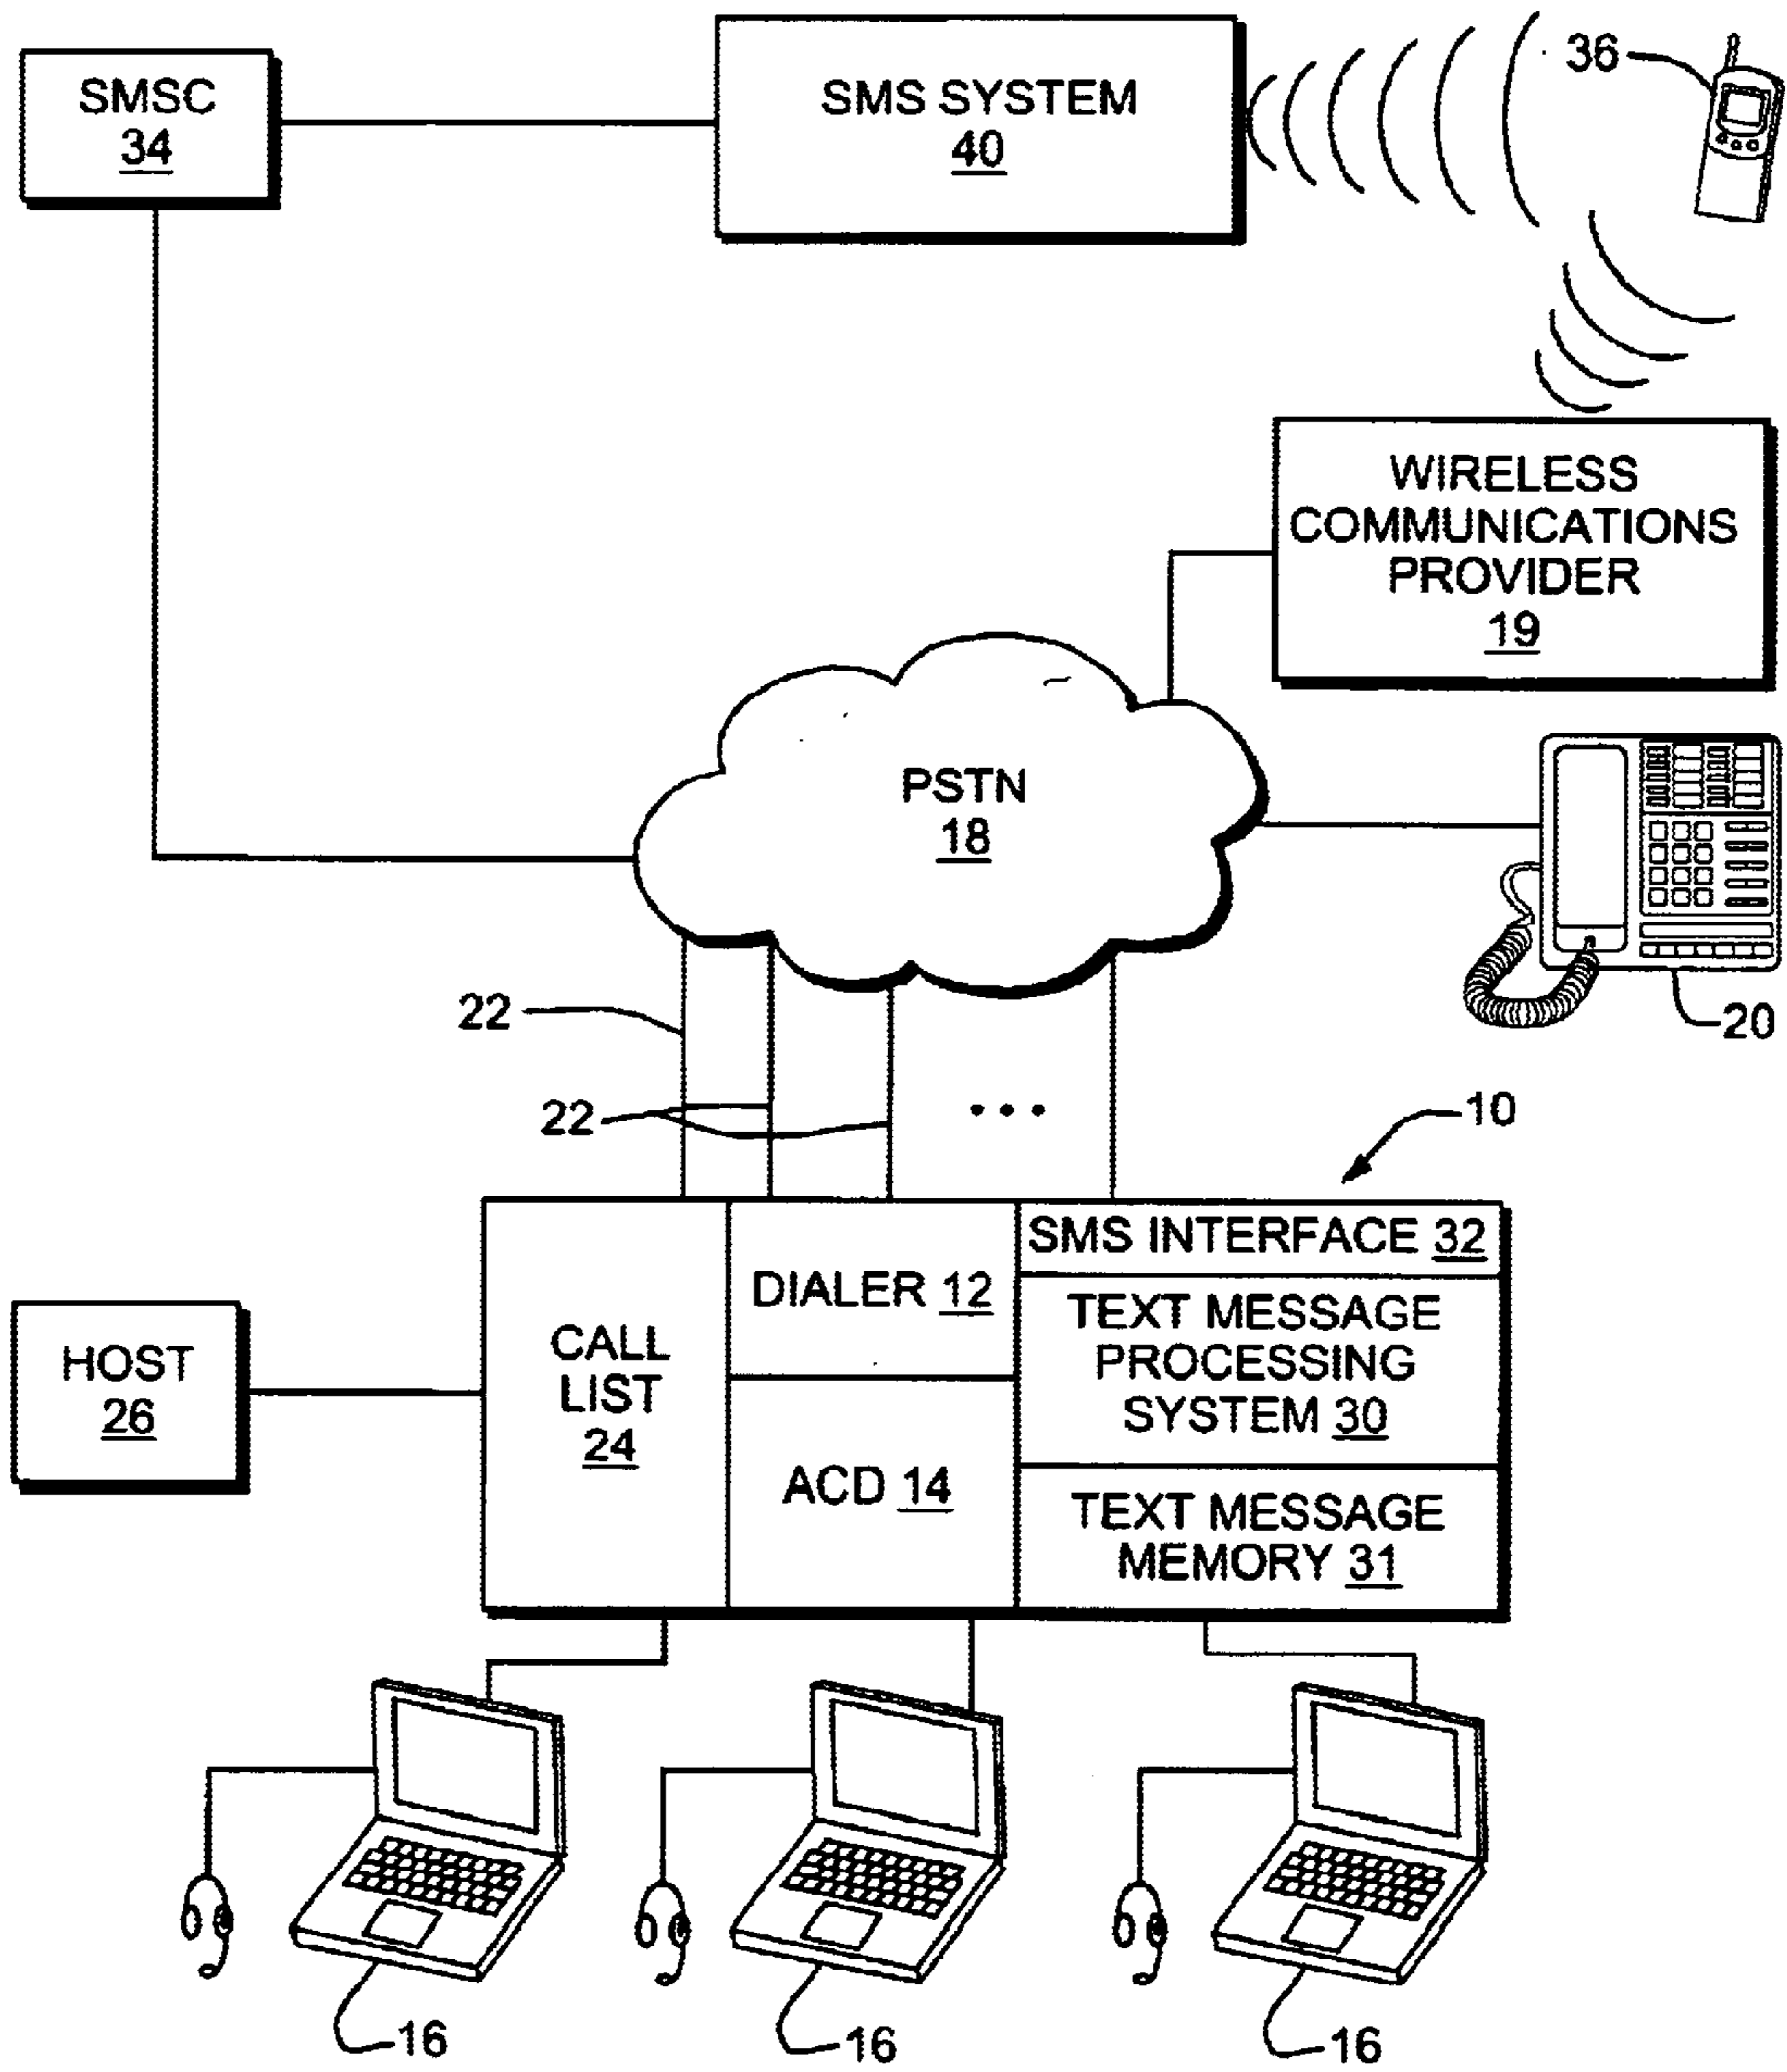 SMSC
34
SMS SYSTEM
40
36
WIRELESS
COMMUNICATIONS
PROVIDER
19
PSTN
18
20
22
22
...
10
HOST
26
CALL
LIST
24
DIALER 12
ACD 14
SMS INTERFACE 32
TEXT MESSAGE
PROCESSING
SYSTEM 30
TEXT MESSAGE
MEMORY 31
16
16
16